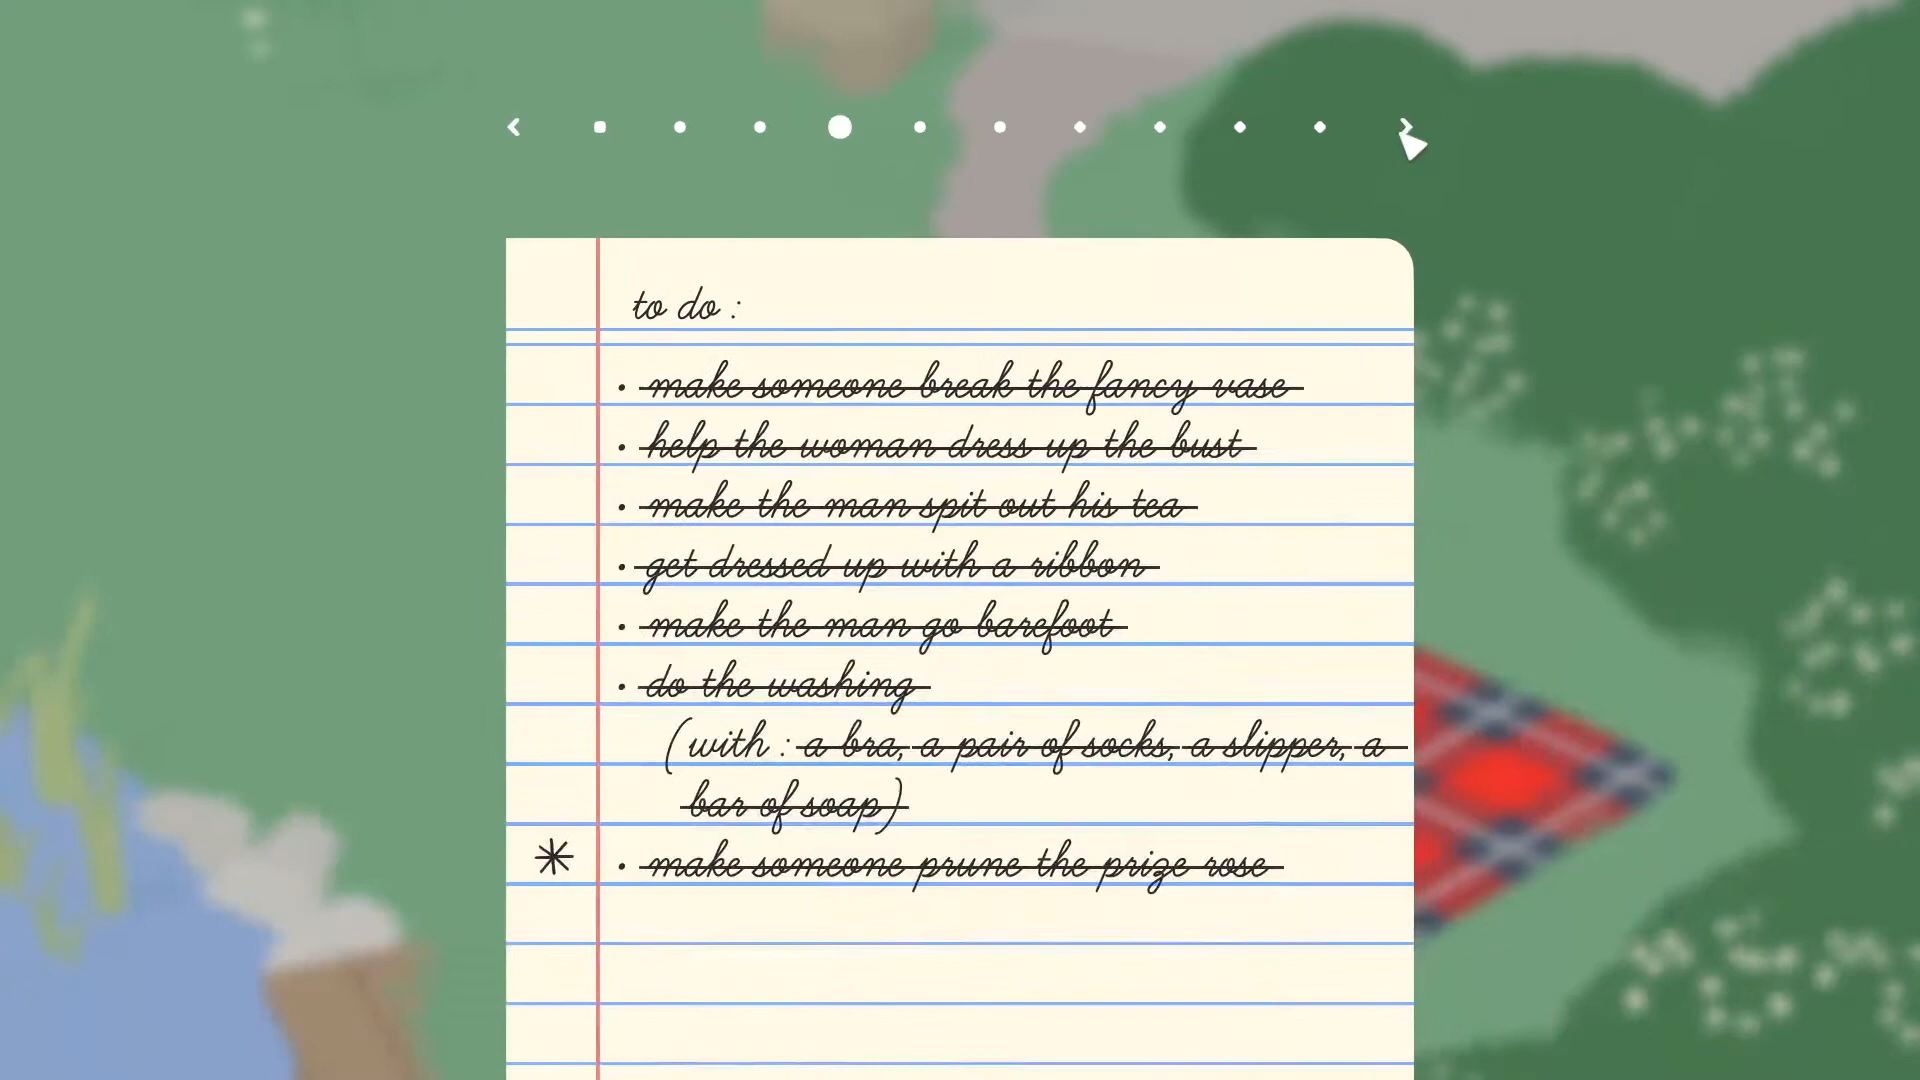 to do :
• make someone break the fancy vase
• help the woman dress up the bust
• make the man spit out his tea
• get dressed up with a ribbon
• make the man go barefoot
• do the washing
(with : a bra, a pair of socks, a slipper, a
bar of soap)
• make someone prune the prize rose